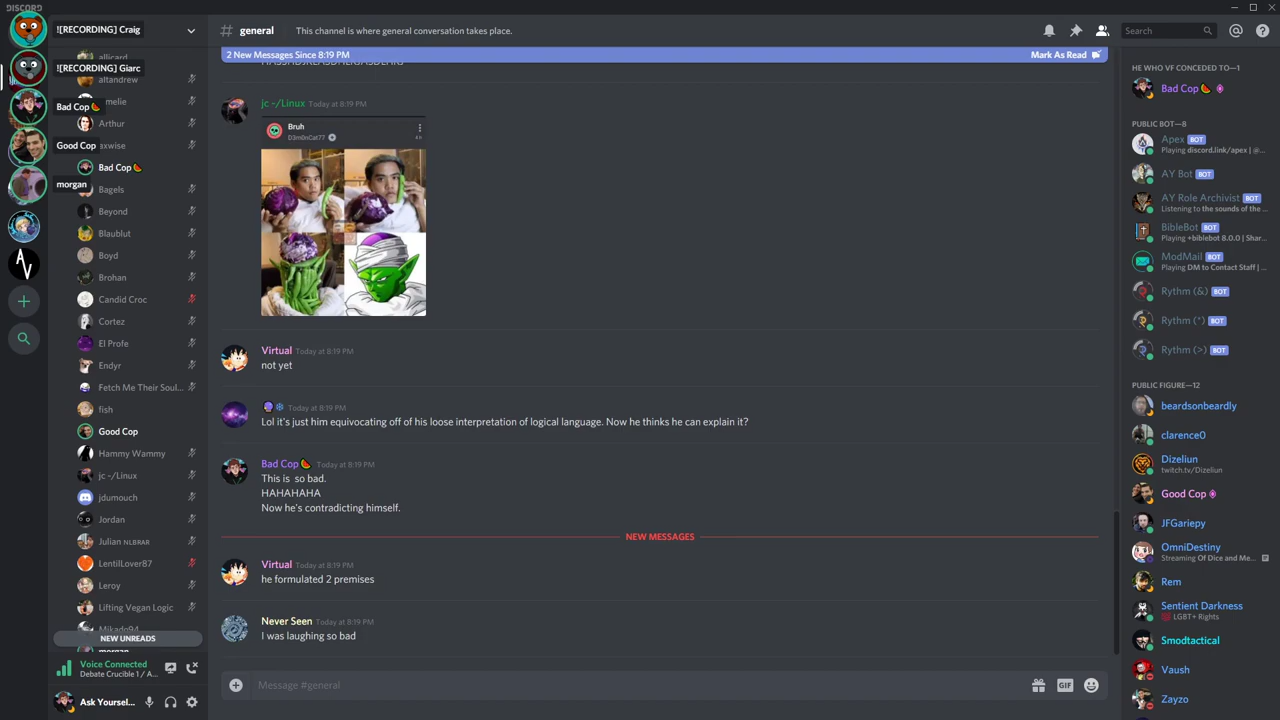 DISCORD
![RECORDING] Craig
![RECORDING] Giarc
Bad Cop
Good Cop
morgan
allicard
altandrew
melie
Arthur
axwise
Bad Cop
Bagels
Beyond
Blaublut
Boyd
Brohan
Candid Croc
Cortez
El Profe
Endyr
Fetch Me Their Soul...
fish
Good Cop
Hammy Wammy
jc ~/Linux
jdumouch
Jordan
Julian NLBRAR
LentilLover87
Leroy
Lifting Vegan Logic
Mikado94
NEW UNREADS
morgan
Voice Connected
Debate Crucible 1 / A...
Ask Yoursel...
# general
This channel is where general conversation takes place.
Search
2 New Messages Since 8:19 PM
Mark As Read
jc ~/Linux Today at 8:19 PM
Bruh
D3m0nCat77
4h
Virtual Today at 8:19 PM
not yet
Today at 8:19 PM
Lol it's just him equivocating off of his loose interpretation of logical language. Now he thinks he can explain it?
Bad Cop Today at 8:19 PM
This is so bad.
HAHAHAHA
Now he's contradicting himself.
NEW MESSAGES
Virtual Today at 8:19 PM
he formulated 2 premises
Never Seen Today at 8:19 PM
I was laughing so bad
Message #general
GIF
HE WHO VF CONCEDED TO—1
Bad Cop
PUBLIC BOT—8
Apex BOT
Playing discord.link/apex | @...
AY Bot BOT
AY Role Archivist BOT
Listening to the sounds of the ...
BibleBot BOT
Playing +biblebot 8.0.0 | Shar...
ModMail BOT
Playing DM to Contact Staff | ...
Rythm (&) BOT
Rythm (*) BOT
Rythm (>) BOT
PUBLIC FIGURE—12
beardsonbeardly
clarence0
Dizeliun
twitch.tv/Dizeliun
Good Cop
JFGariepy
OmniDestiny
Streaming Of Dice and Me...
Rem
Sentient Darkness
LGBT+ Rights
Smodtactical
Vaush
Zayzo